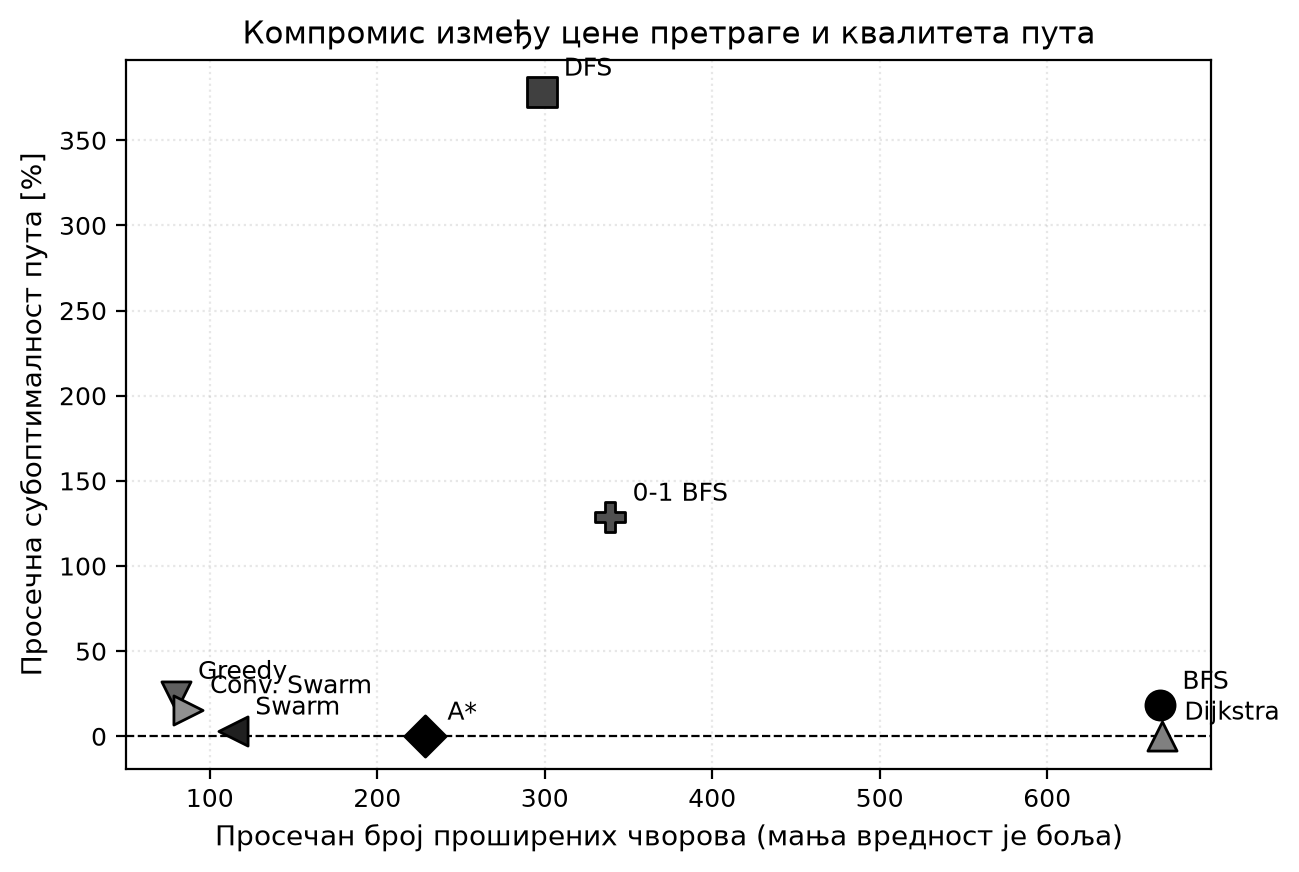 Компромис између цене претраге и квалитета пута
DFS
Просечна субоптималност пута [%]
350
300
250
200
150
100
50
0
0-1 BFS
Greedy
Conv. Swarm
Swarm
A*
BFS
Dijkstra
100 200 300 400 500 600
Просечан број проширених чворова (мања вредност је боља)